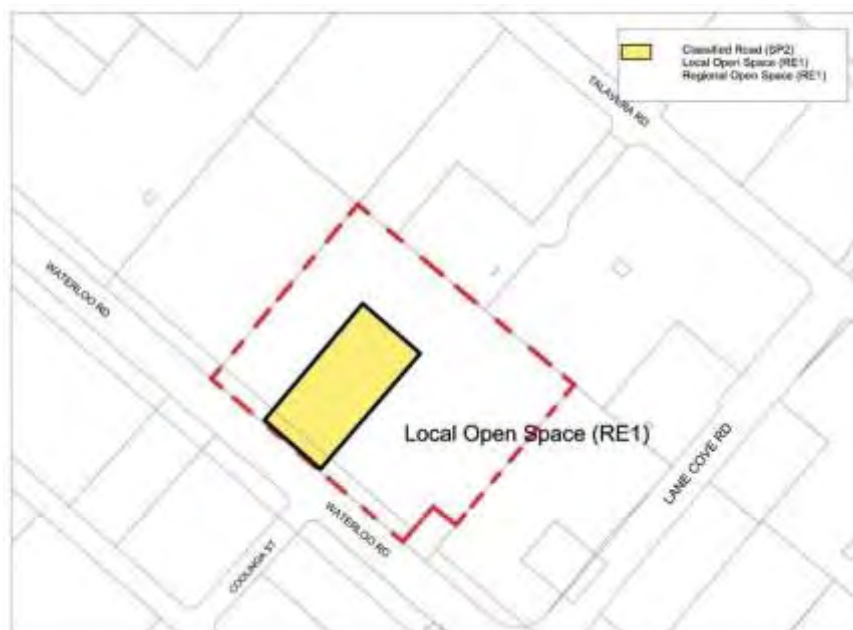 Classified Road (SP2)
Local Open Space (RE1)
Regional Open Space (RE1)
TALAVERA RD
WATERLOO RD
Local Open Space (RE1)
LANE COVE RD
WATERLOO RD
COOLINGA ST